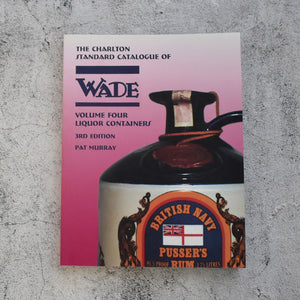 THE CHARLTON
STANDARD CATALOGUE OF
WADE
VOLUME FOUR
LIQUOR CONTAINERS
3RD EDITION
PAT MURRAY
BRITISH NAVY
PUSSER'S
RUM